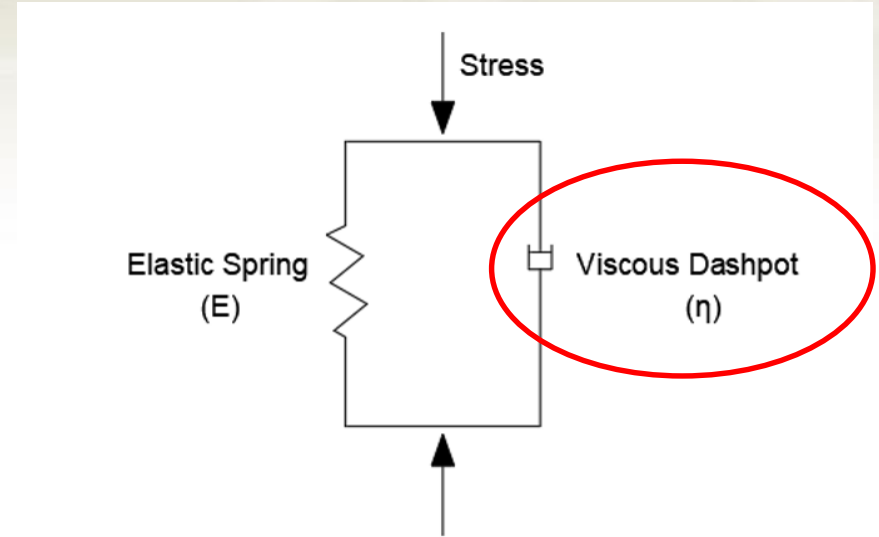 Stress
Elastic Spring
(E)
Viscous Dashpot
(η)